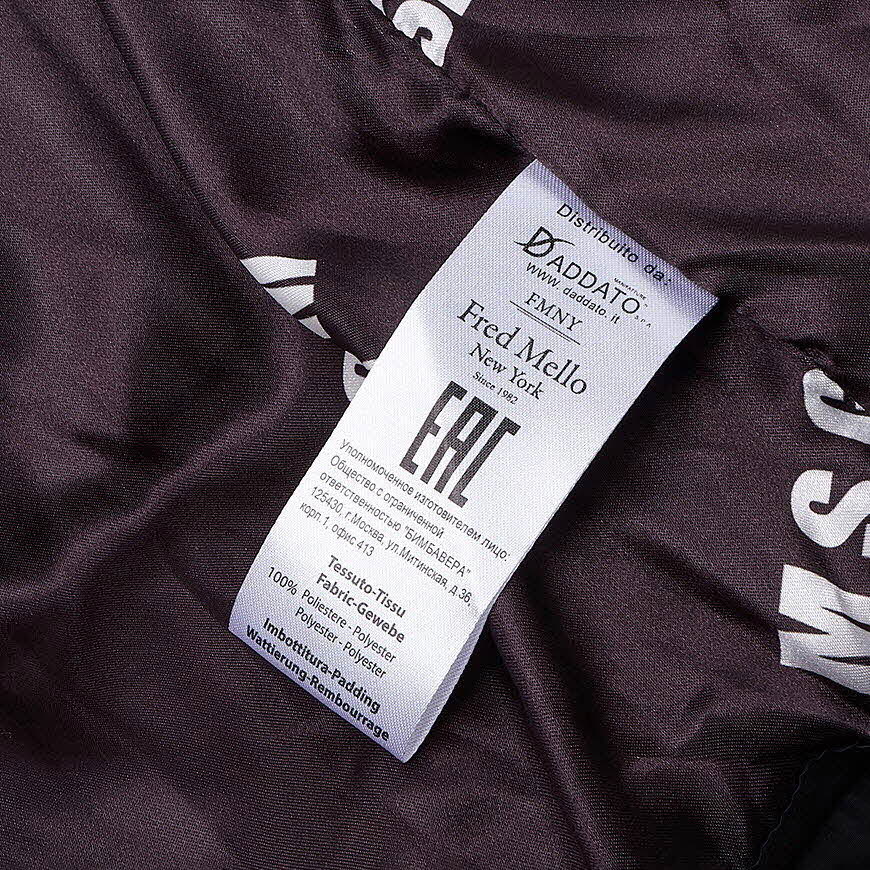 Distribuito da:
DADDATO
MANIFATTURE
S.P.A.
www.daddato.it
FMNY
Fred Mello
New York
Since 1982
EAC
Уполномоченное изготовителем лицо:
Общество с ограниченной
ответственностью "БИМБАВЕРА"
125430, г.Москва, ул.Митинская, д.36,
корп.1, офис 413
Tessuto-Tissu
Fabric-Gewebe
100% Poliestere - Polyester
Polyester - Polyester
Imbottitura-Padding
Wattierung-Rembourrage